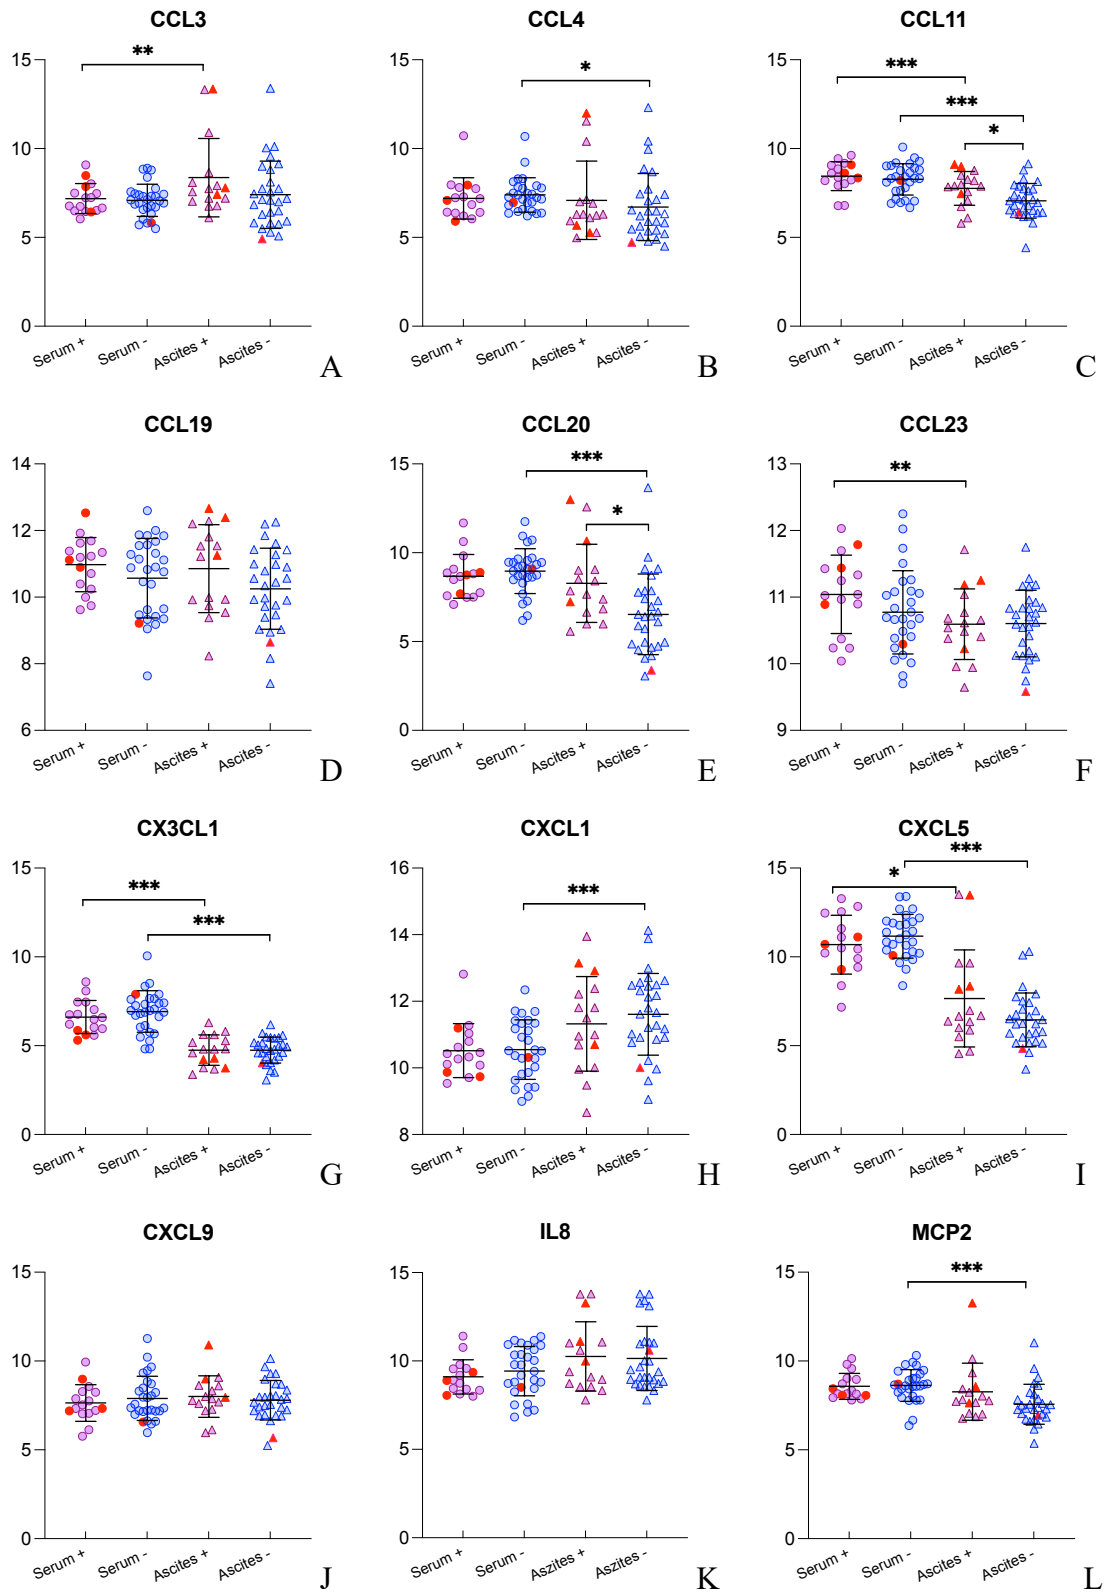 CCL3 CCL4 CCL11
15 ** 15 * 15 *** *** *
10 10 10
5 5 5
0 0 0
Serum + Serum - Ascites + Ascites - A Serum + Serum - Ascites + Ascites - B Serum + Serum - Ascites + Ascites - C
CCL19 CCL20 CCL23
14 15 *** * 13 **
12 10 12
10 11
8 5 10
6 0 9
Serum + Serum - Ascites + Ascites - D Serum + Serum - Ascites + Ascites - E Serum + Serum - Ascites + Ascites - F
CX3CL1 CXCL1 CXCL5
15 *** *** 16 *** 15 * ***
14
10 12 10
5 10 5
0 8 0
Serum + Serum - Ascites + Ascites - G Serum + Serum - Ascites + Ascites - H Serum + Serum - Ascites + Ascites - I
CXCL9 IL8 MCP2
15 15 15 ***
10 10 10
5 5 5
0 0 0
Serum + Serum - Ascites + Ascites - J Serum + Serum - Aszites + Aszites - K Serum + Serum - Ascites + Ascites - L